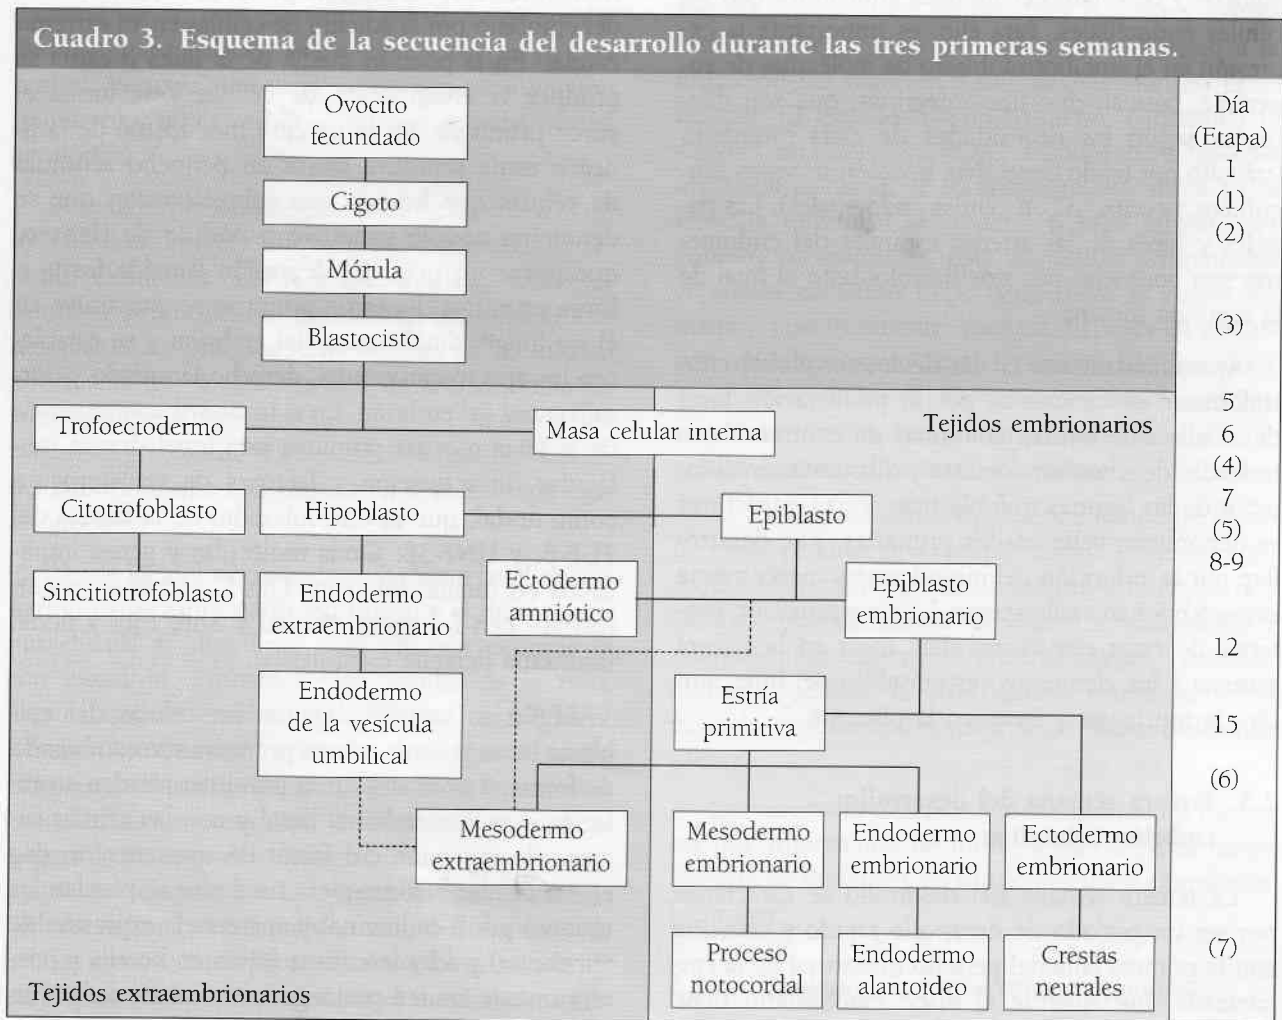 Cuadro 3. Esquema de la secuencia del desarrollo durante las tres primeras semanas.
Ovocito
fecundado
Cigoto
Mórula
Blastocisto
Trofoectodermo
Masa celular interna
Tejidos embrionarios
Citotrofoblasto
Hipoblasto
Epiblasto
Sincitiotrofoblasto
Endodermo
extraembrionario
Ectodermo
amniótico
Epiblasto
embrionario
Endodermo
de la vesícula
umbilical
Estría
primitiva
Mesodermo
extraembrionario
Mesodermo
embrionario
Endodermo
embrionario
Ectodermo
embrionario
Proceso
notocordal
Endodermo
alantoideo
Crestas
neurales
Tejidos extraembrionarios
Día
(Etapa)
1
(1)
(2)
(3)
5
6
(4)
7
(5)
8-9
12
15
(6)
(7)